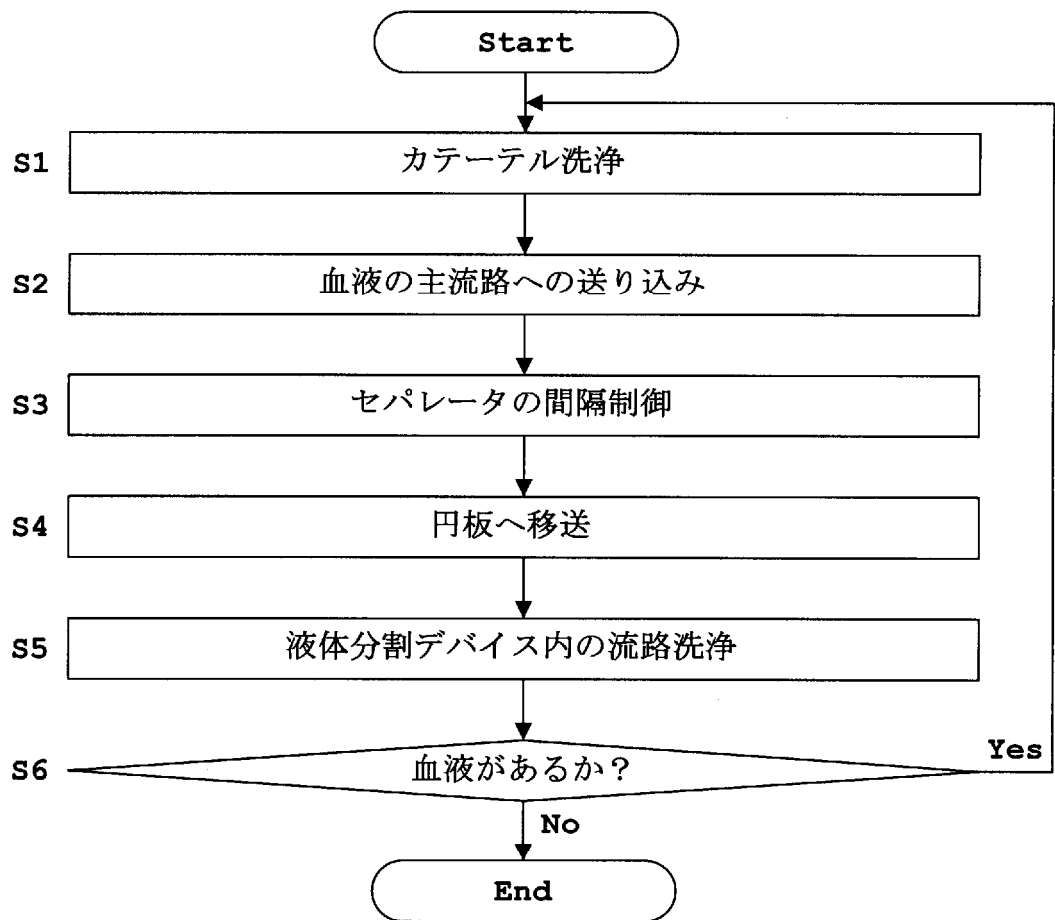 Start
S1 カテーテル洗浄
S2 血液の主流路への送り込み
S3 セパレータの間隔制御
S4 円板へ移送
S5 液体分割デバイス内の流路洗浄
S6 血液があるか？ Yes
No
End